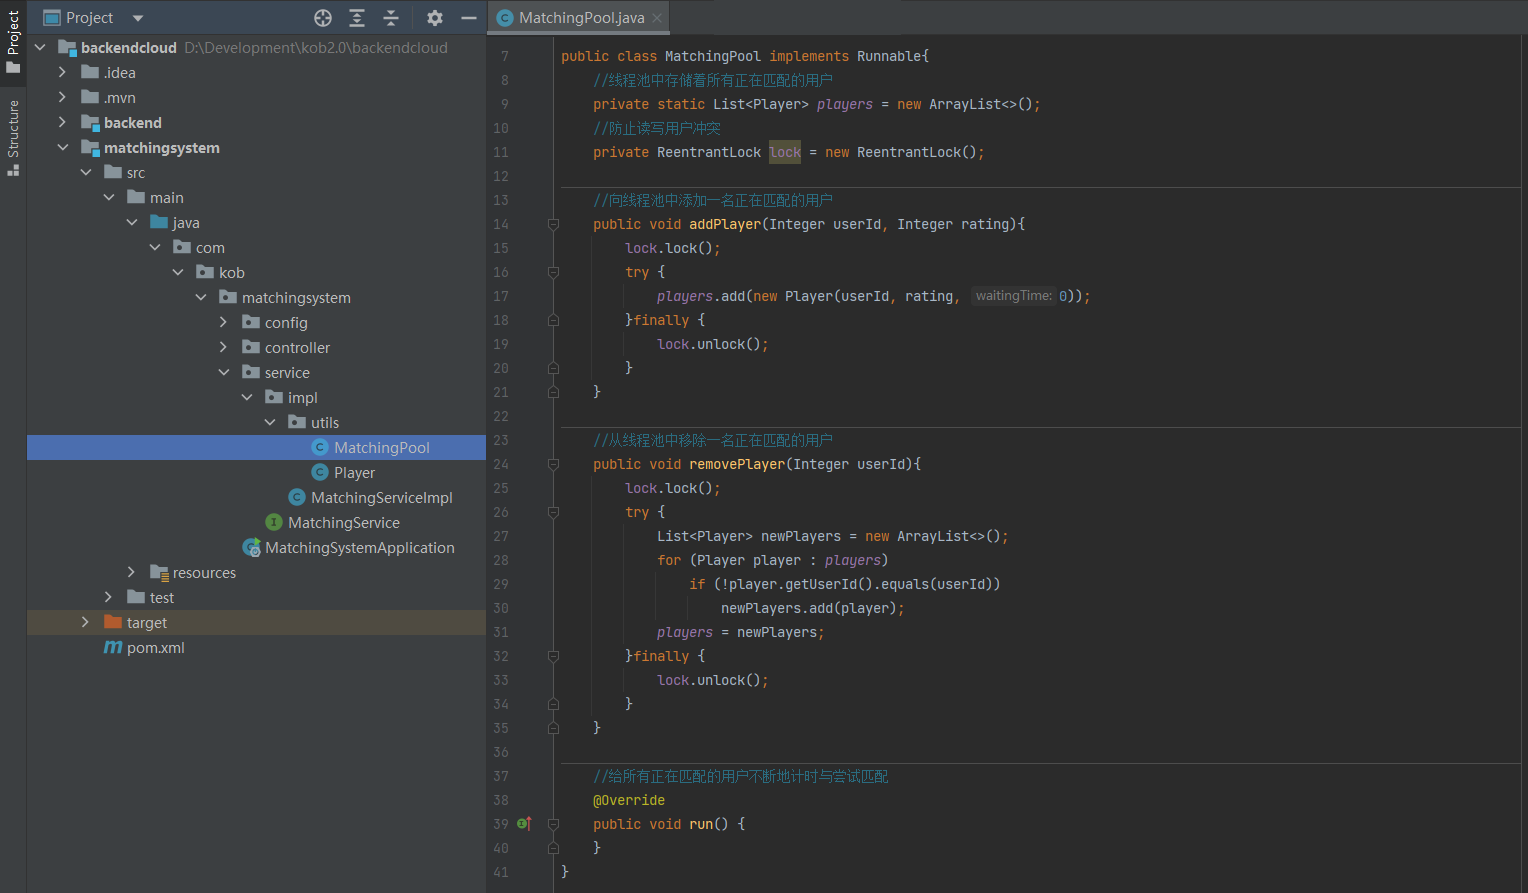 Project
Structure
Project
backendcloud D:\Development\kob2.0\backendcloud
.idea
.mvn
backend
matchingsystem
src
main
java
com
kob
matchingsystem
config
controller
service
impl
utils
MatchingPool
Player
MatchingServiceImpl
MatchingService
MatchingSystemApplication
resources
test
target
pom.xml
MatchingPool.java
7 public class MatchingPool implements Runnable{
8 //线程池中存储着所有正在匹配的用户
9 private static List<Player> players = new ArrayList<>();
10 //防止读写用户冲突
11 private ReentrantLock lock = new ReentrantLock();
12
13 //向线程池中添加一名正在匹配的用户
14 public void addPlayer(Integer userId, Integer rating){
15 lock.lock();
16 try {
17 players.add(new Player(userId, rating, waitingTime: 0));
18 }finally {
19 lock.unlock();
20 }
21 }
22
23 //从线程池中移除一名正在匹配的用户
24 public void removePlayer(Integer userId){
25 lock.lock();
26 try {
27 List<Player> newPlayers = new ArrayList<>();
28 for (Player player : players)
29 if (!player.getUserId().equals(userId))
30 newPlayers.add(player);
31 players = newPlayers;
32 }finally {
33 lock.unlock();
34 }
35 }
36
37 //给所有正在匹配的用户不断地计时与尝试匹配
38 @Override
39 public void run() {
40 }
41 }